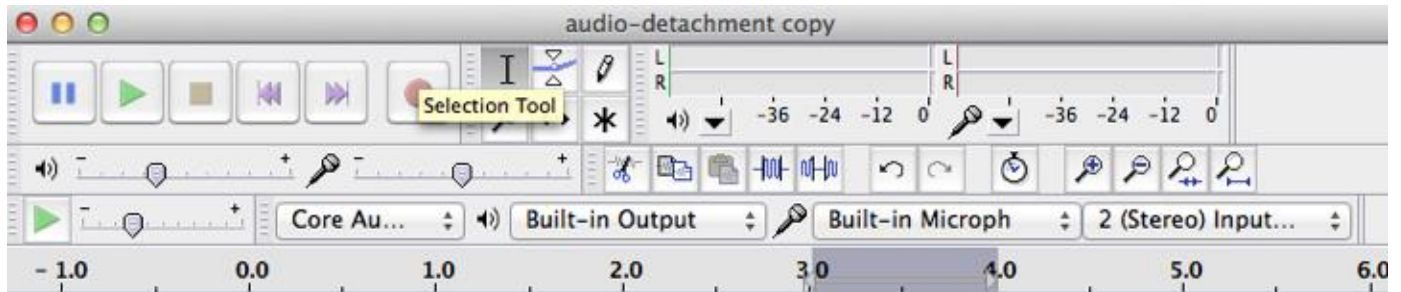 audio-detachment copy
L
R
-36 -24 -12 0
L
R
-36 -24 -12 0
Selection Tool
- + - +
- + Core Au... Built-in Output Built-in Microph 2 (Stereo) Input...
- 1.0 0.0 1.0 2.0 3.0 4.0 5.0 6.0